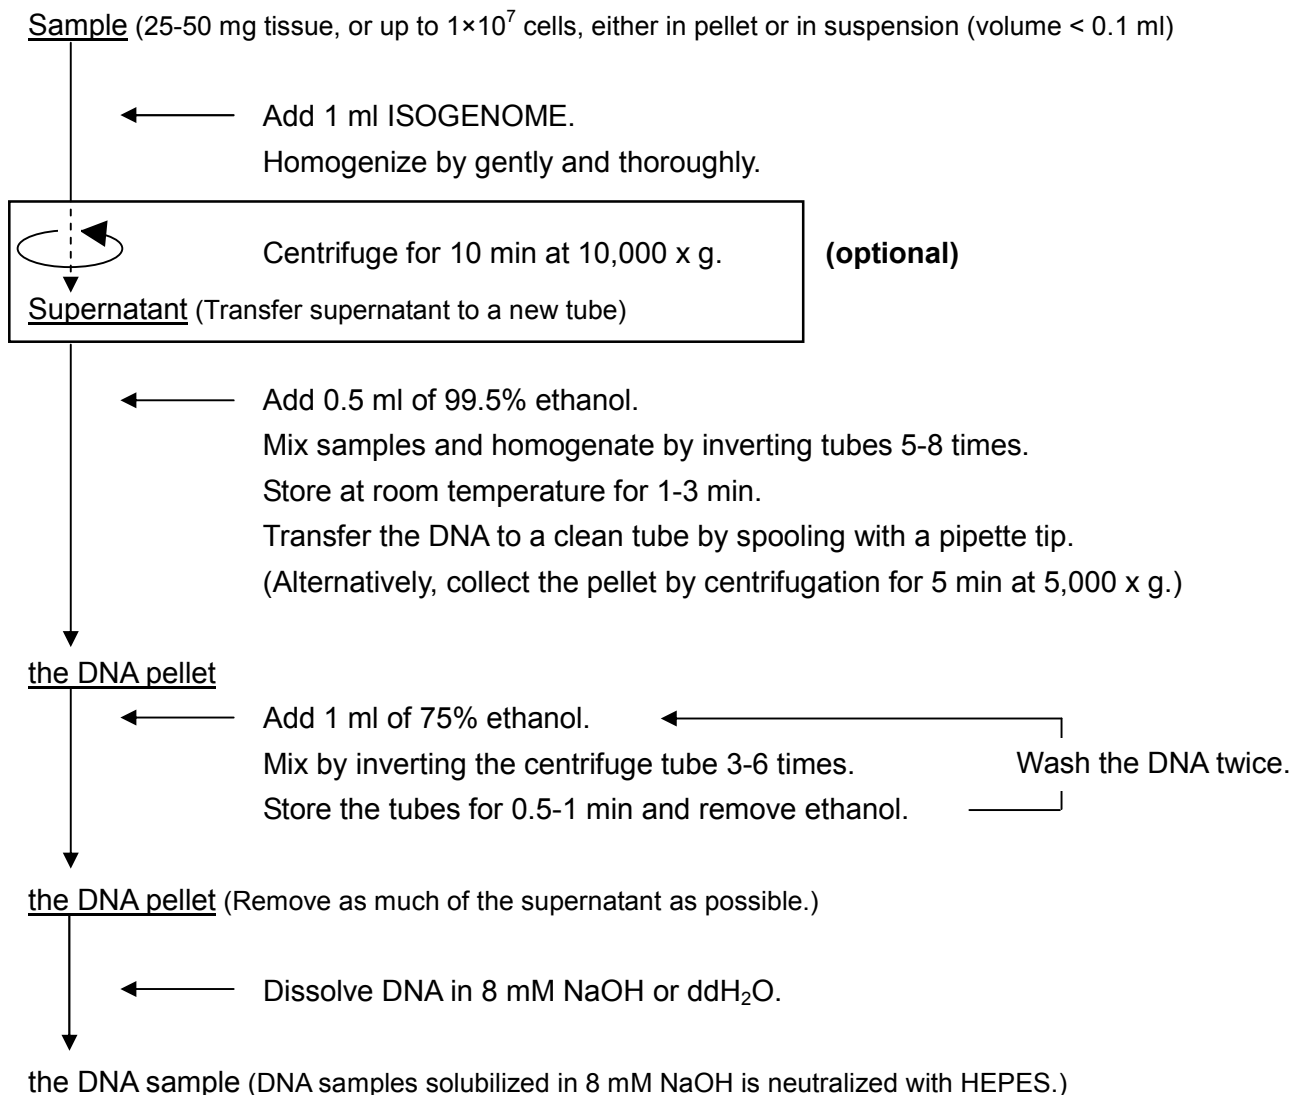 Sample (25-50 mg tissue, or up to 1×10⁷ cells, either in pellet or in suspension (volume < 0.1 ml)
Add 1 ml ISOGENOME.
Homogenize by gently and thoroughly.
Centrifuge for 10 min at 10,000 x g.
(optional)
Supernatant (Transfer supernatant to a new tube)
Add 0.5 ml of 99.5% ethanol.
Mix samples and homogenate by inverting tubes 5-8 times.
Store at room temperature for 1-3 min.
Transfer the DNA to a clean tube by spooling with a pipette tip.
(Alternatively, collect the pellet by centrifugation for 5 min at 5,000 x g.)
the DNA pellet
Add 1 ml of 75% ethanol.
Mix by inverting the centrifuge tube 3-6 times.
Wash the DNA twice.
Store the tubes for 0.5-1 min and remove ethanol.
the DNA pellet (Remove as much of the supernatant as possible.)
Dissolve DNA in 8 mM NaOH or ddH₂O.
the DNA sample (DNA samples solubilized in 8 mM NaOH is neutralized with HEPES.)